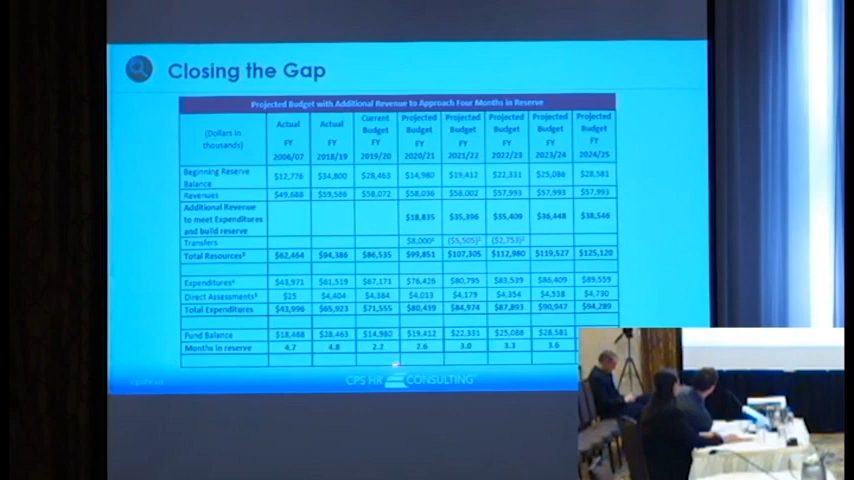 Closing the Gap
Projected Budget with Additional Revenue to Approach Four Months in Reserve
(Dollars in thousands) Actual FY 2006/07 Actual FY 2018/19 Current Budget FY 2019/20 Projected Budget FY 2020/21 Projected Budget FY 2021/22 Projected Budget FY 2022/23 Projected Budget FY 2023/24 Projected Budget FY 2024/25
Beginning Reserve Balance $12,776 $34,800 $28,463 $14,980 $19,412 $22,331 $25,086 $28,581
Revenues $49,688 $59,586 $58,072 $58,036 $58,002 $57,993 $57,993 $57,993
Additional Revenue to meet Expenditures and build reserve $18,835 $35,396 $35,409 $36,448 $38,546
Transfers $8,000 ($5,505) ($2,753)
Total Resources $62,464 $94,386 $86,535 $99,851 $107,305 $112,980 $119,527 $125,120
Expenditures $43,971 $61,519 $67,171 $76,426 $80,795 $83,539 $86,409 $89,559
Direct Assessments $25 $4,404 $4,384 $4,013 $4,179 $4,354 $4,538 $4,730
Total Expenditures $43,996 $65,923 $71,555 $80,439 $84,974 $87,893 $90,947 $94,289
Fund Balance $18,468 $28,463 $14,980 $19,412 $22,331 $25,086 $28,581
Months in reserve 4.7 4.8 2.2 2.6 3.0 3.3 3.6
CPS HR CONSULTING